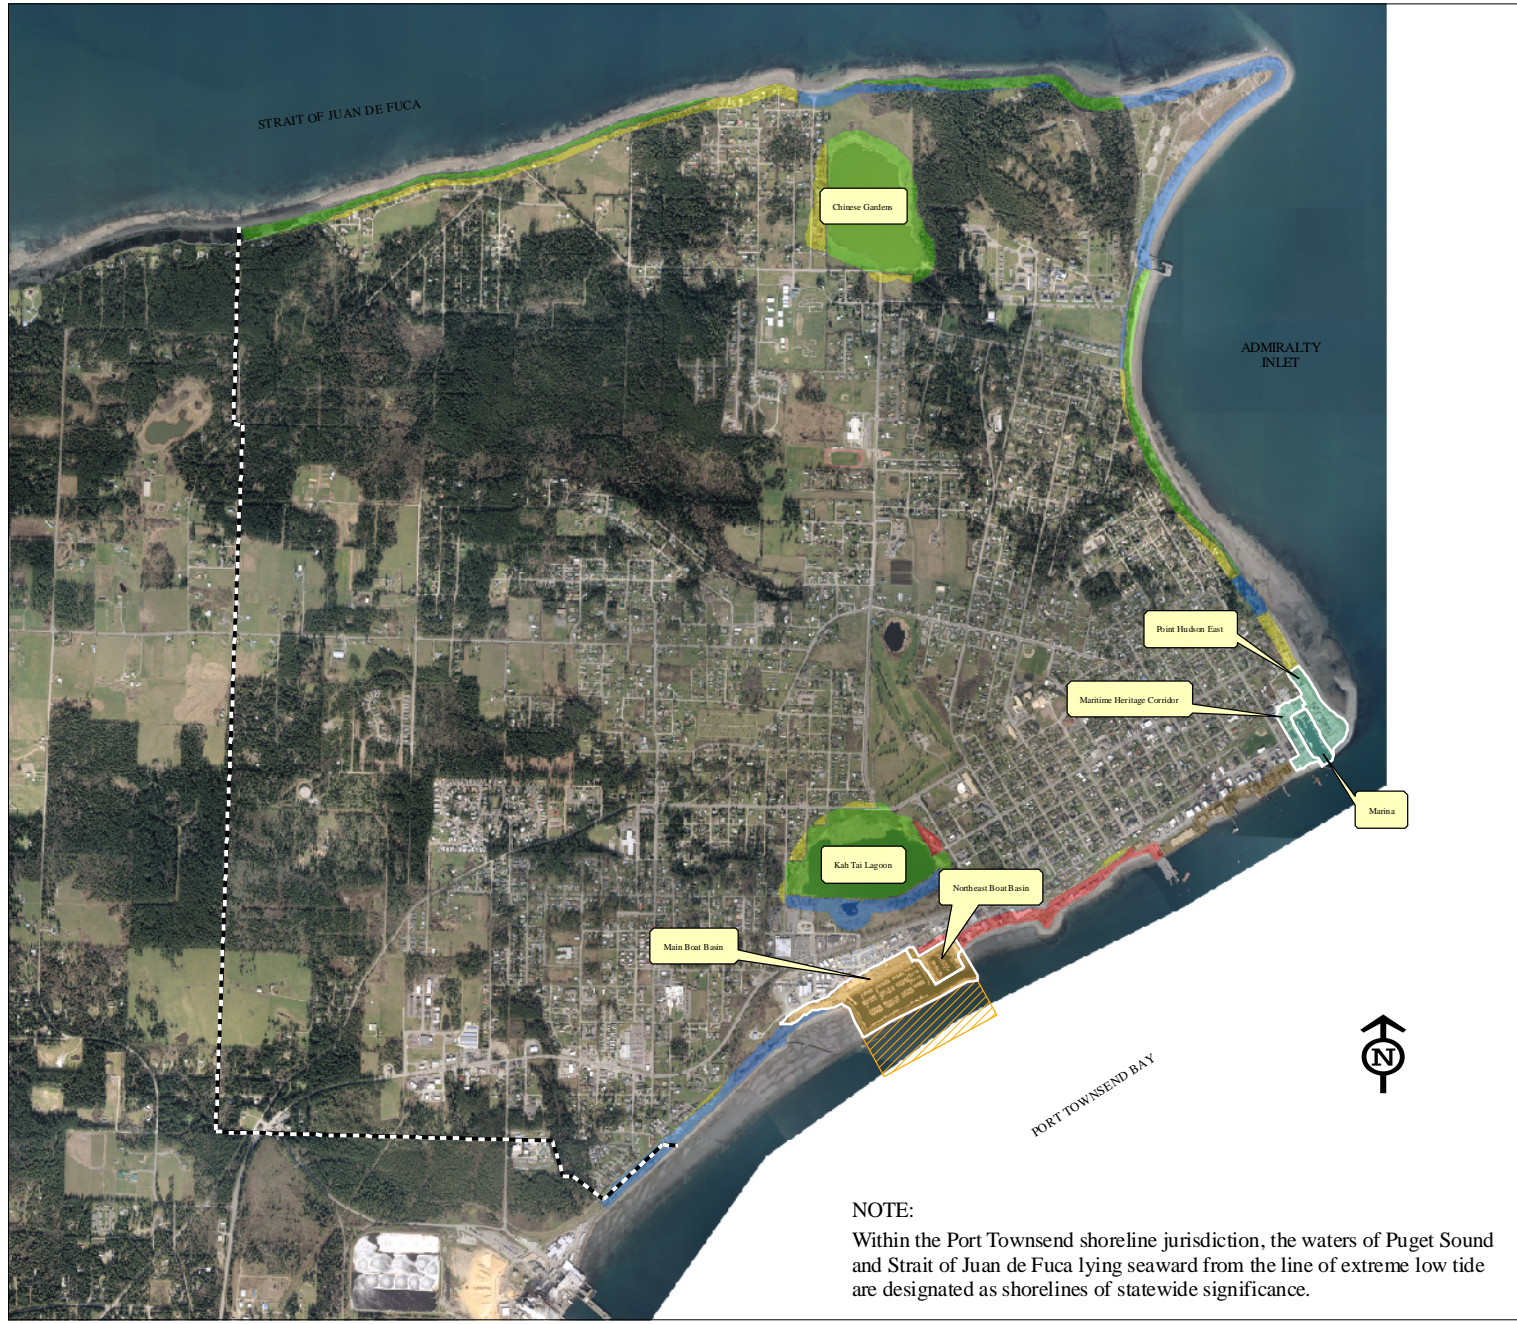 STRAIT OF JUAN DE FUCA
Chinese Gardens
ADMIRALTY
INLET
Point Hudson East
Maritime Heritage Corridor
Marina
Kah Tai Lagoon
Northeast Boat Basin
Main Boat Basin
N
PORT TOWNSEND BAY
NOTE:
Within the Port Townsend shoreline jurisdiction, the waters of Puget Sound
and Strait of Juan de Fuca lying seaward from the line of extreme low tide
are designated as shorelines of statewide significance.